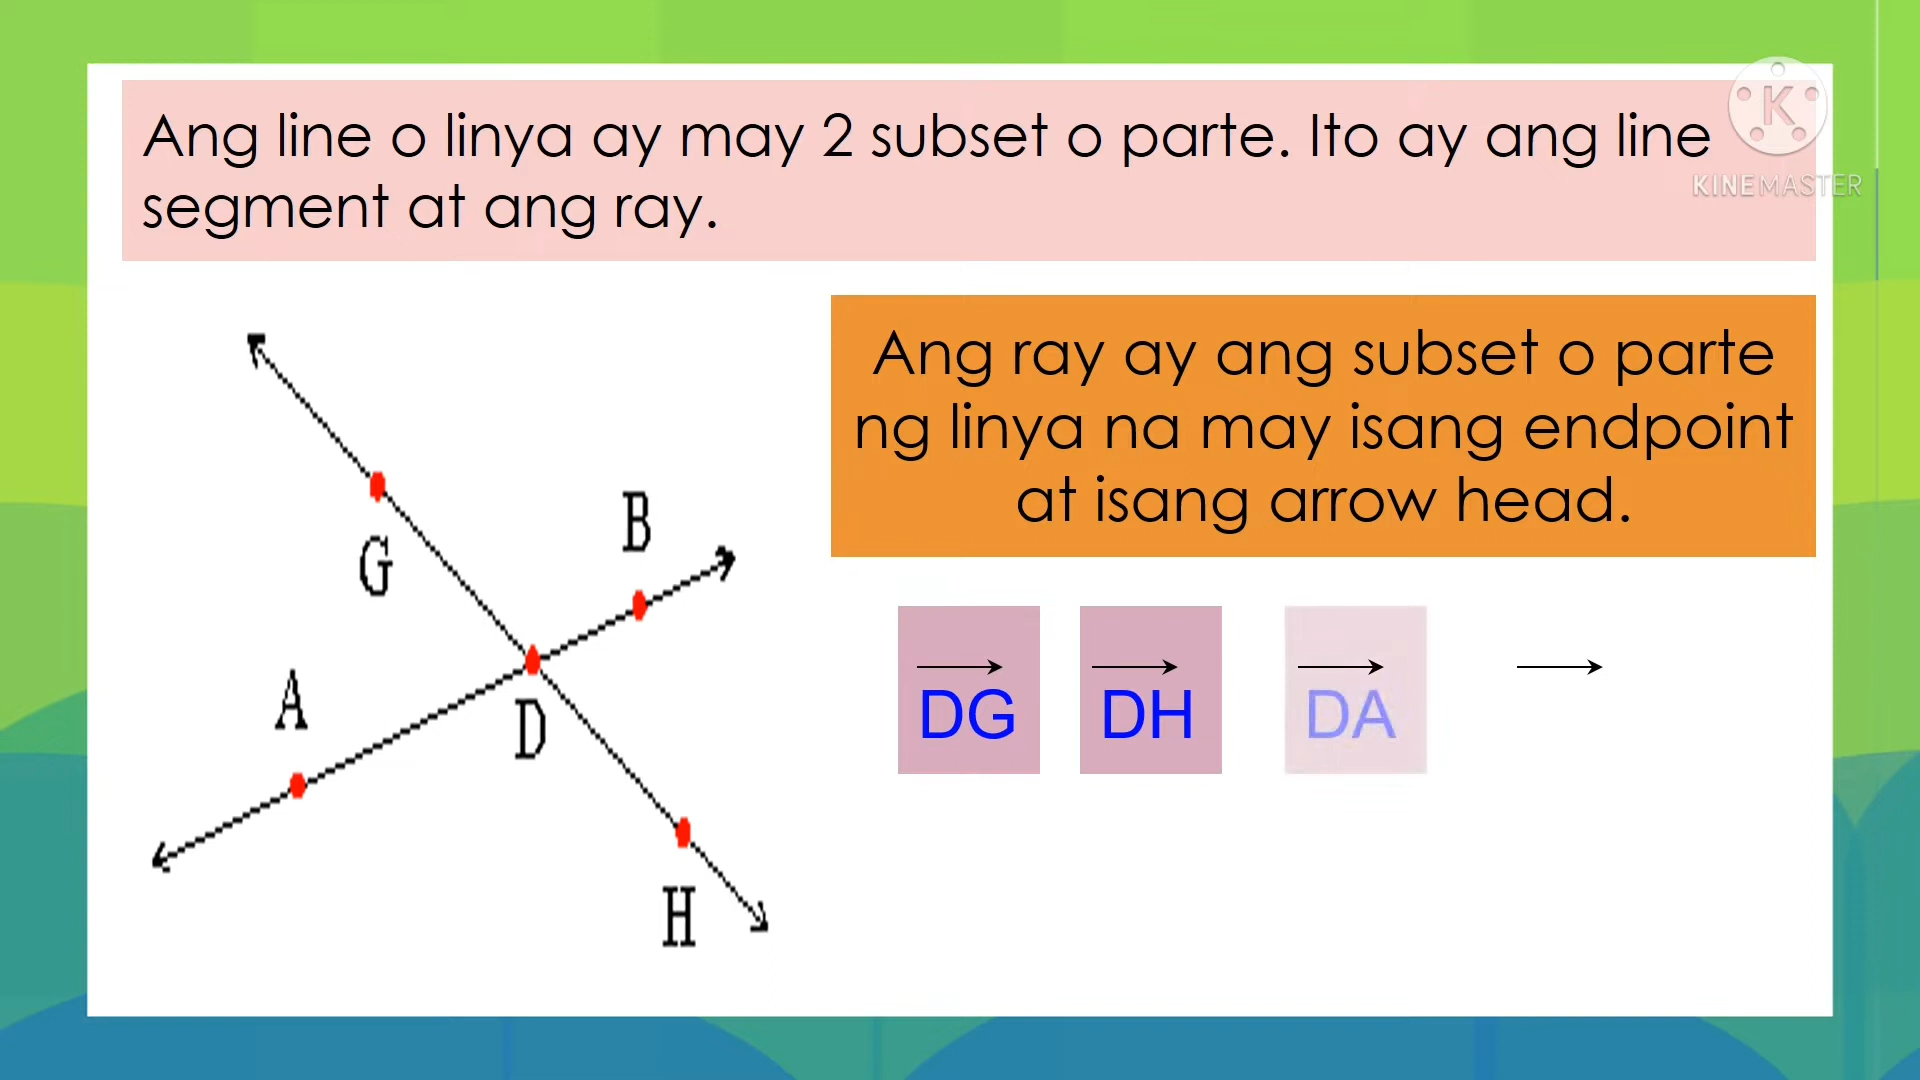 Ang line o linya ay may 2 subset o parte. Ito ay ang line
segment at ang ray.
K
KINEMASTER
Ang ray ay ang subset o parte
ng linya na may isang endpoint
at isang arrow head.
G
B
A
D
H
DG DH DA